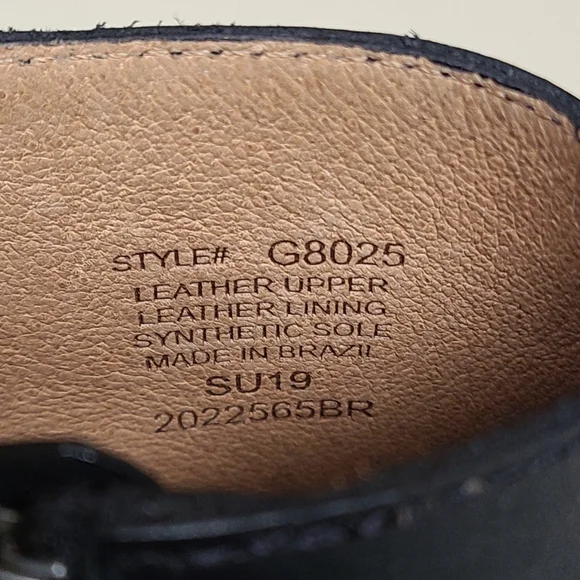 STYLE# G8025
LEATHER UPPER
LEATHER LINING
SYNTHETIC SOLE
MADE IN BRAZIL
SU19
2022565BR